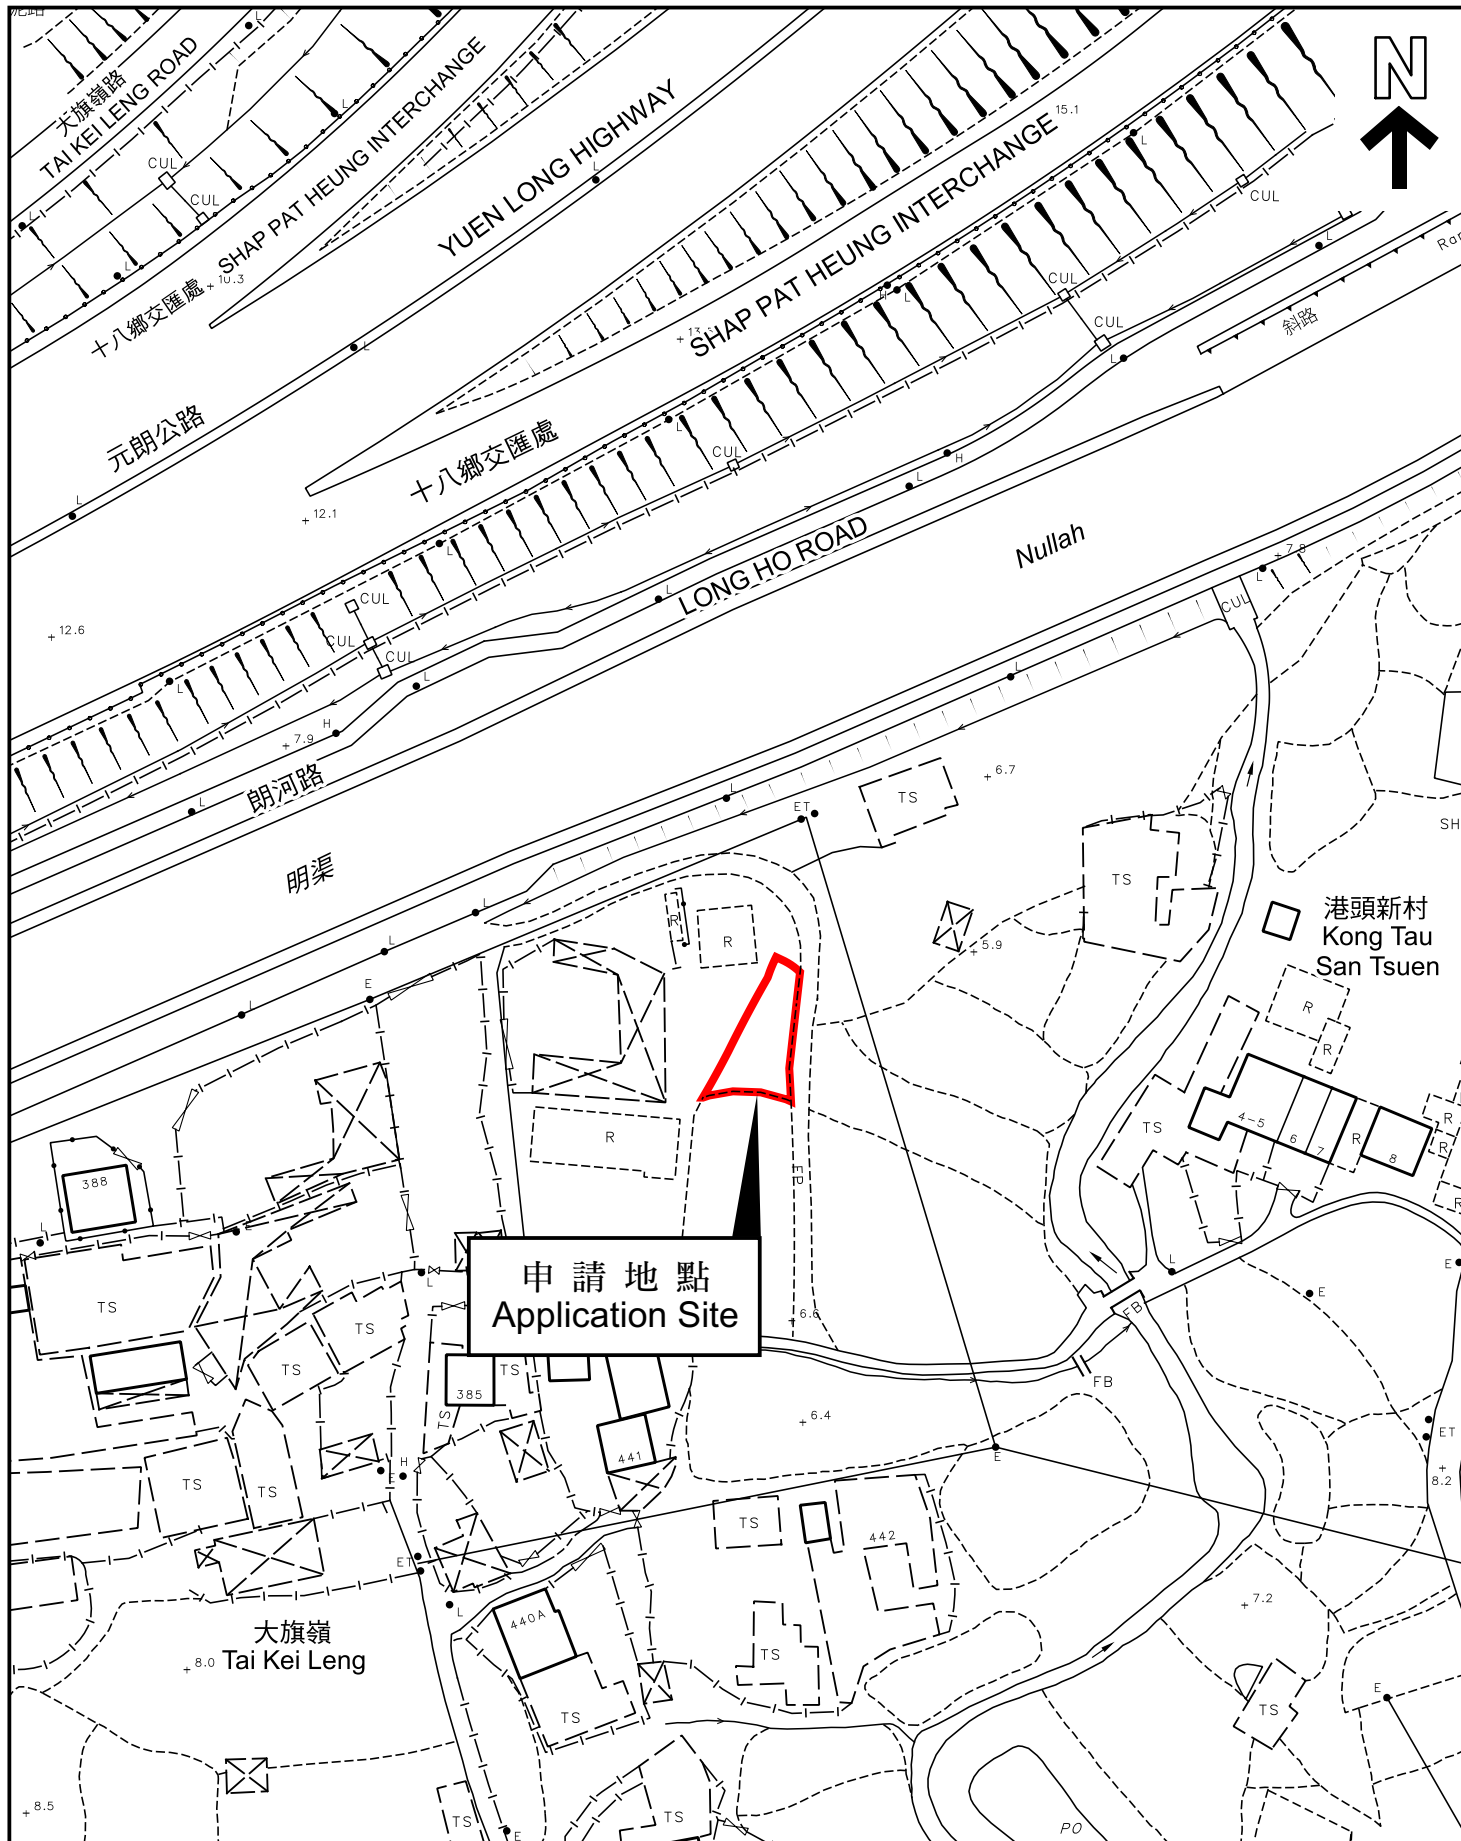 N
大旗嶺路
TAI KEI LENG ROAD
SHAP PAT HEUNG INTERCHANGE
十八鄉交匯處
YUEN LONG HIGHWAY
元朗公路
SHAP PAT HEUNG INTERCHANGE
十八鄉交匯處
15.1
12.1
12.6
CUL
CUL
CUL
CUL
CUL
CUL
CUL
CUL
CUL
斜路
LONG HO ROAD
朗河路
7.9
Nullah
明渠
7.8
CUL
6.7
TS
ET
TS
5.9
R
R
港頭新村
Kong Tau
San Tsuen
SH
R
R
4-5
6
7
R
8
R
R
R
TS
R
EP
388
TS
申請地點
Application Site
6.6
FB
FB
TS
TS
385
TS
TS
441
6.4
E
E
E
ET
8.2
TS
TS
H
ET
TS
442
440A
大旗嶺
Tai Kei Leng
8.0
TS
TS
7.2
TS
E
8.5
TS
TS
E
PO